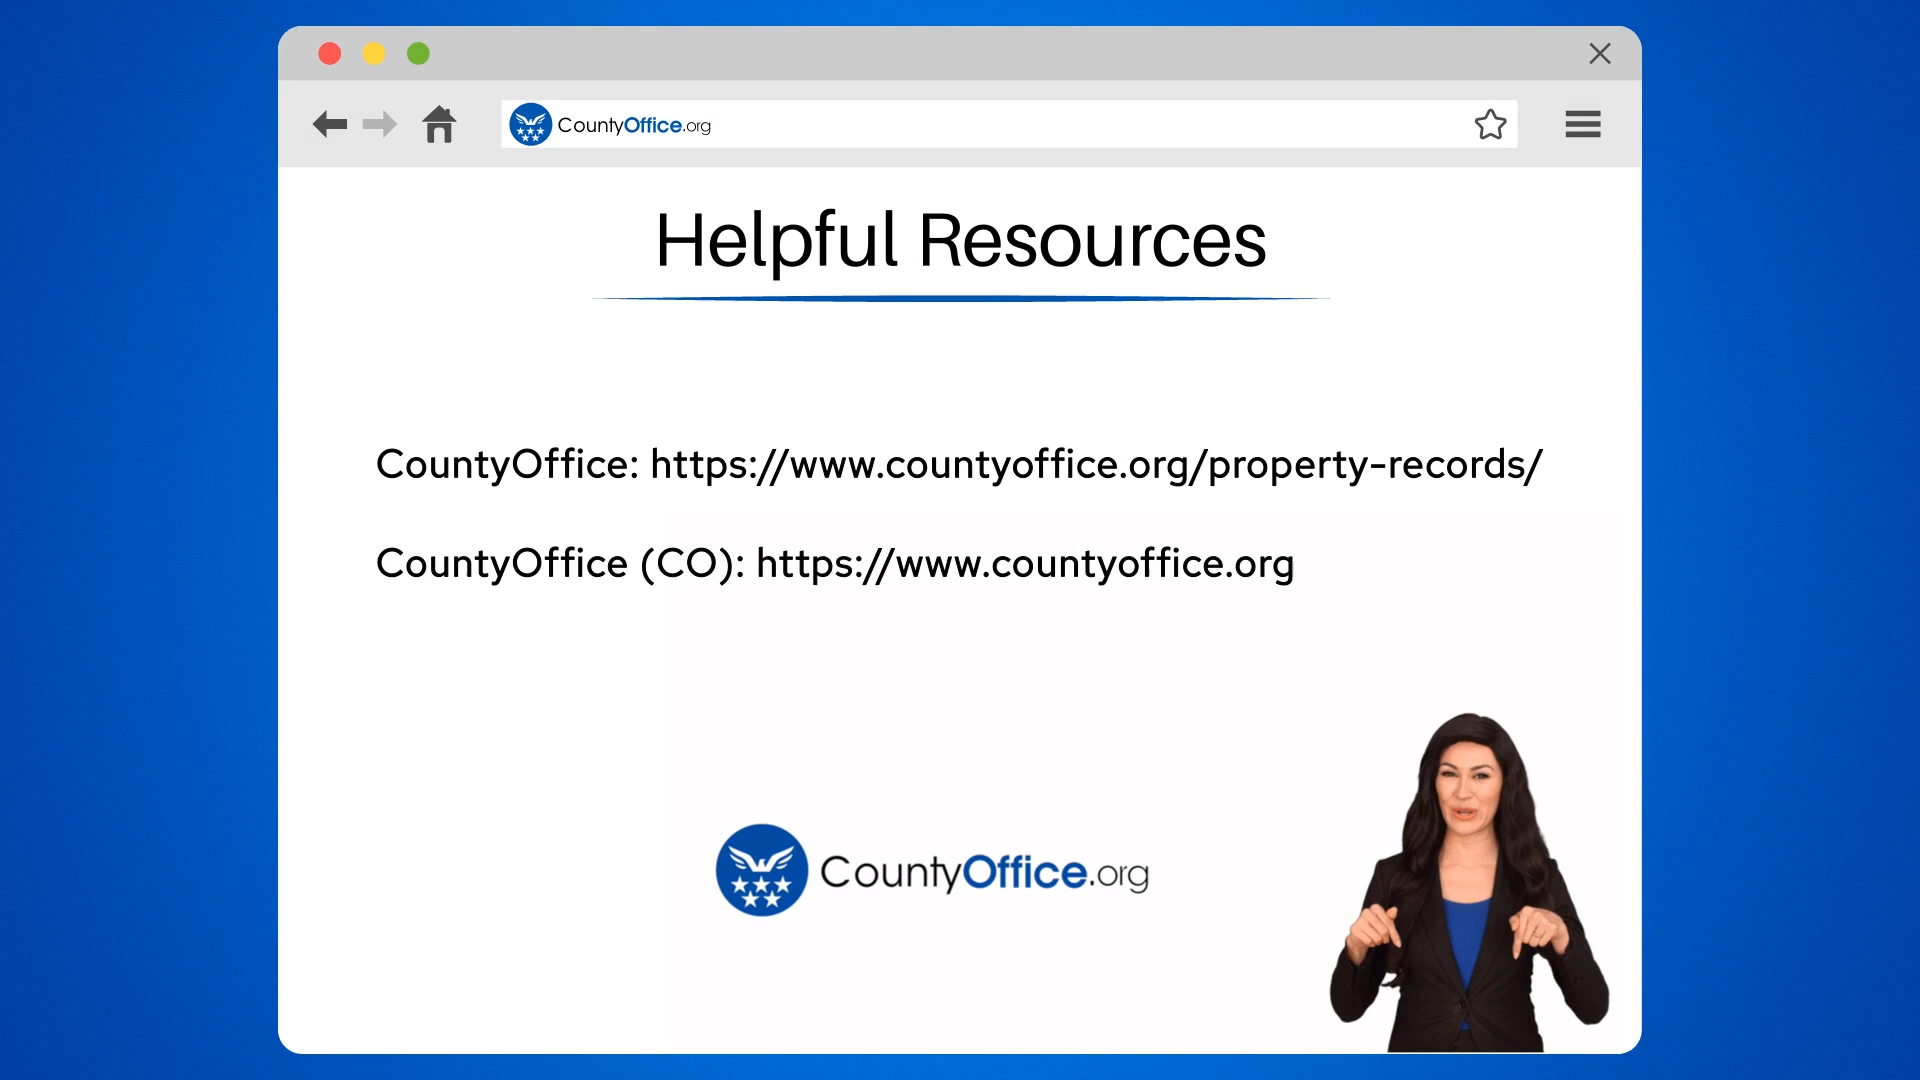 CountyOffice.org
Helpful Resources
CountyOffice: https://www.countyoffice.org/property-records/
CountyOffice (CO): https://www.countyoffice.org
CountyOffice.org